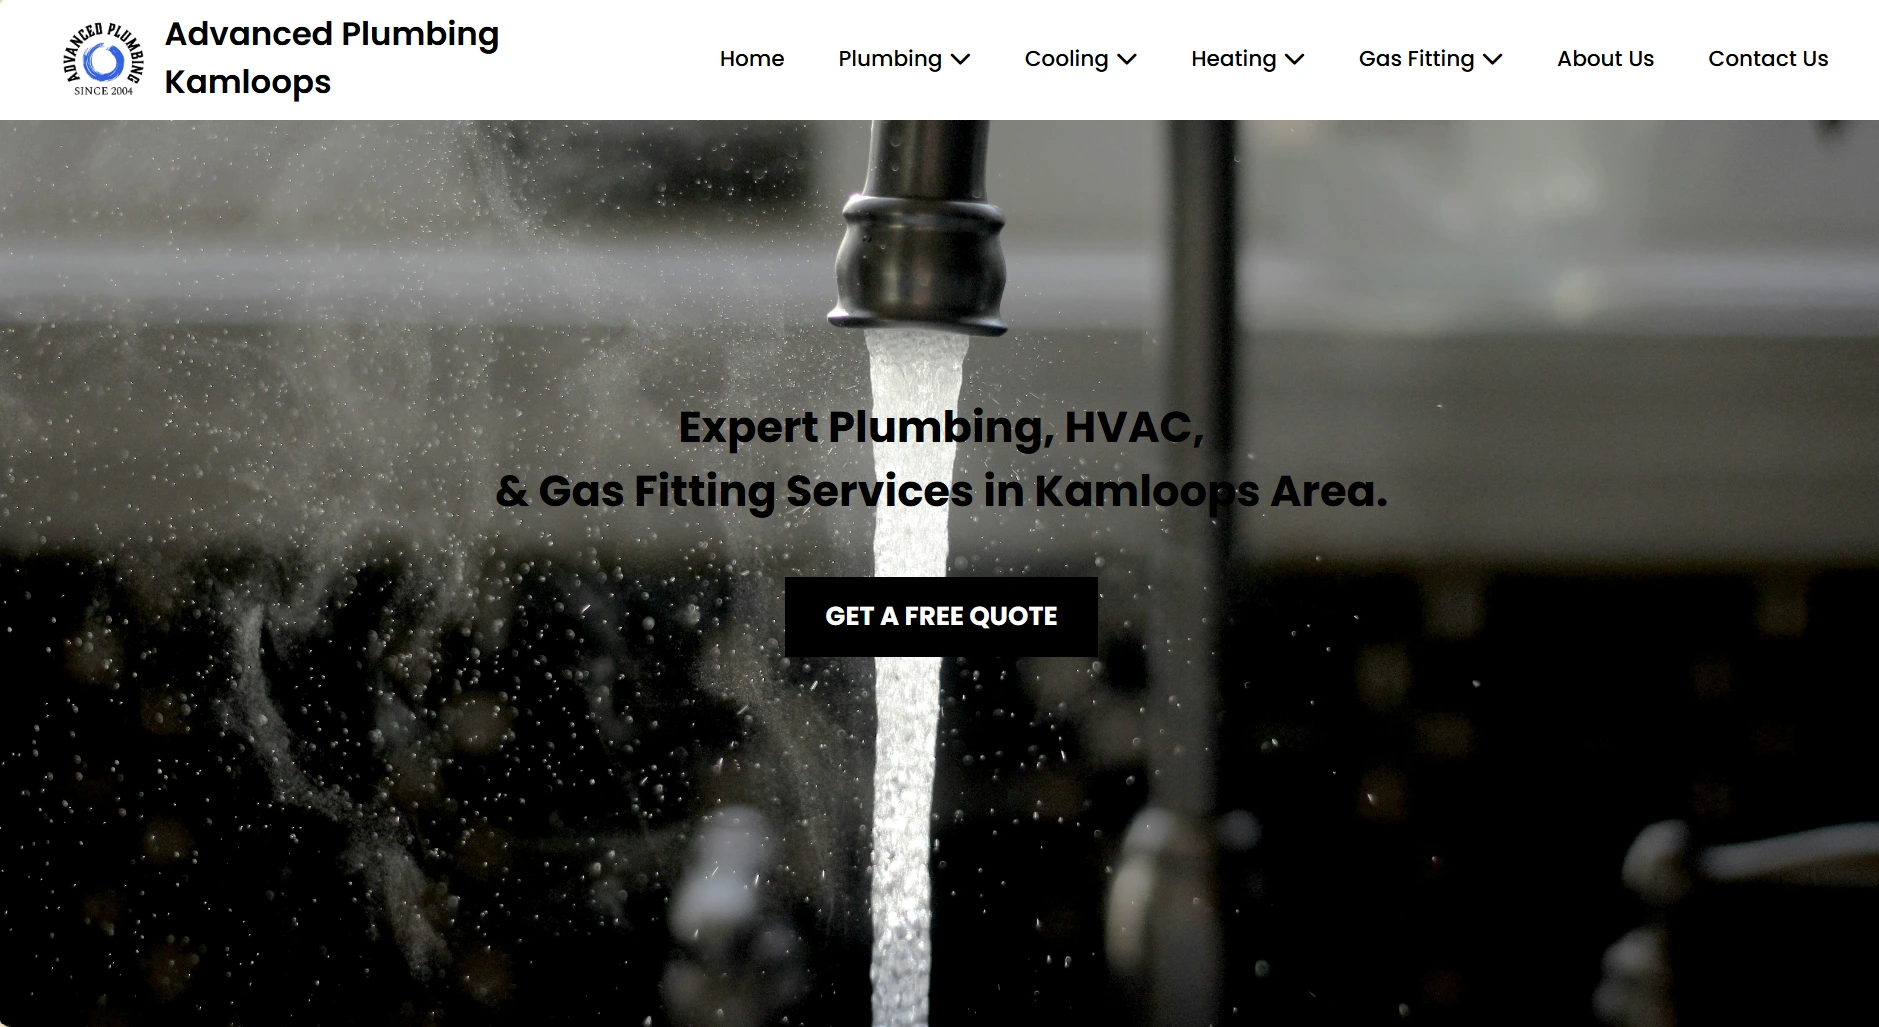 ADVANCED PLUMBING
SINCE 2004
Advanced Plumbing
Kamloops
Home
Plumbing
Cooling
Heating
Gas Fitting
About Us
Contact Us
Expert Plumbing, HVAC,
& Gas Fitting Services in Kamloops Area.
GET A FREE QUOTE